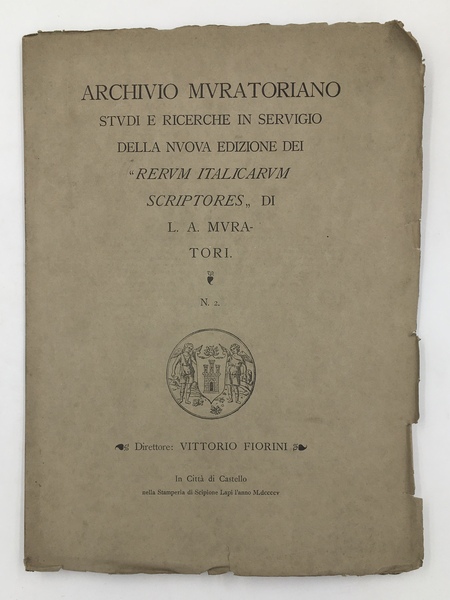 ARCHIVIO MVRATORIANO
STVDI E RICERCHE IN SERVIGIO
DELLA NVOVA EDIZIONE DEI
“RERVM ITALICARVM
SCRIPTORES„ DI
L. A. MVRA-
TORI.
N. 2.
Direttore: VITTORIO FIORINI
In Città di Castello
nella Stamperia di Scipione Lapi l'anno M.dcccciv